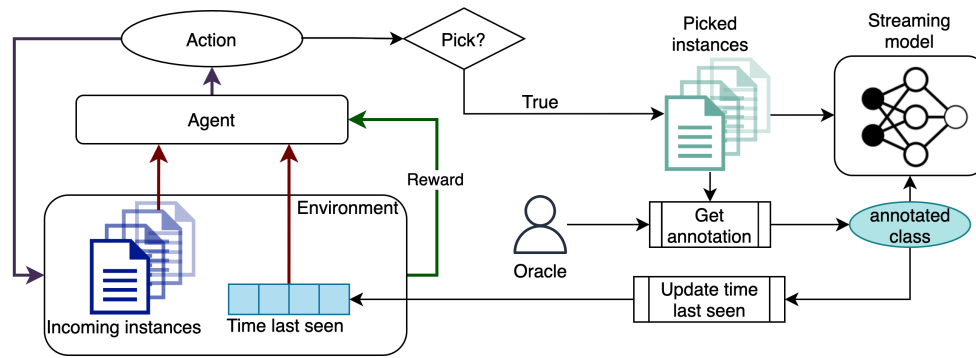 Action
Pick?
Picked
instances
Streaming
model
True
Agent
Reward
Environment
Get
annotation
annotated
class
Oracle
Update time
last seen
Incoming instances
Time last seen